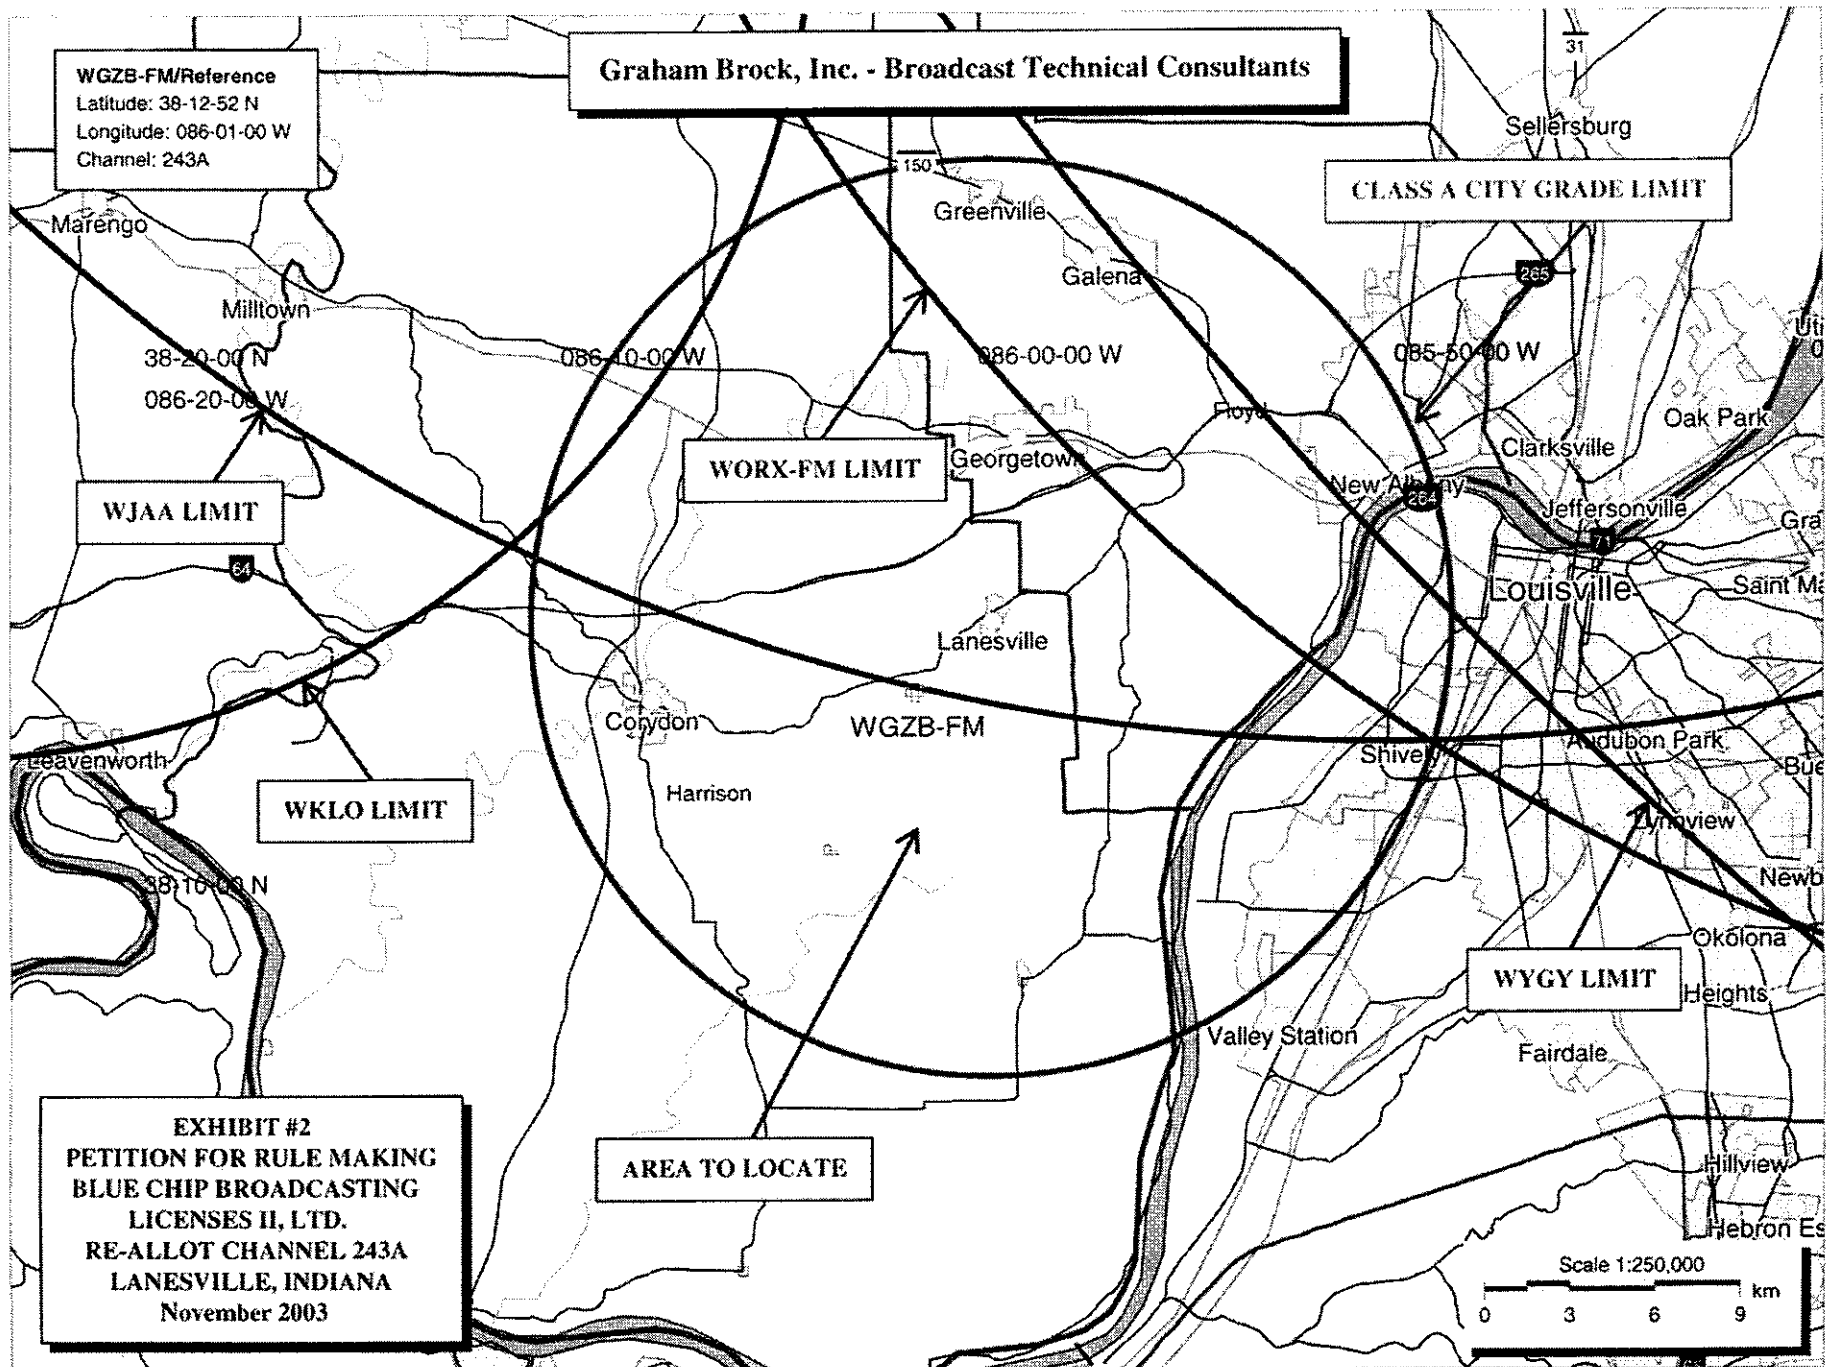 Graham Brock, Inc. - Broadcast Technical Consultants
WGZB-FM/Reference
Latitude: 38-12-52 N
Longitude: 086-01-00 W
Channel: 243A
31
Sellersburg
150
CLASS A CITY GRADE LIMIT
Marengo
Greenville
Galena
265
Milltown
38-20-00 N
086-10-00 W
086-00-00 W
085-50-00 W
086-20-00 W
Floyd
Oak Park
WORX-FM LIMIT
Georgetown
Clarksville
New Albany
264
WJAA LIMIT
Jeffersonville
71
64
Louisville
Lanesville
Corydon
WGZB-FM
Shively
Audubon Park
Leavenworth
Harrison
WKLO LIMIT
Lynnview
38-10-00 N
Okolona
WYGY LIMIT
Heights
Valley Station
Fairdale
EXHIBIT #2
PETITION FOR RULE MAKING
BLUE CHIP BROADCASTING
LICENSES II, LTD.
RE-ALLOT CHANNEL 243A
LANESVILLE, INDIANA
November 2003
AREA TO LOCATE
Hillview
Hebron Es
Scale 1:250,000
km
0 3 6 9